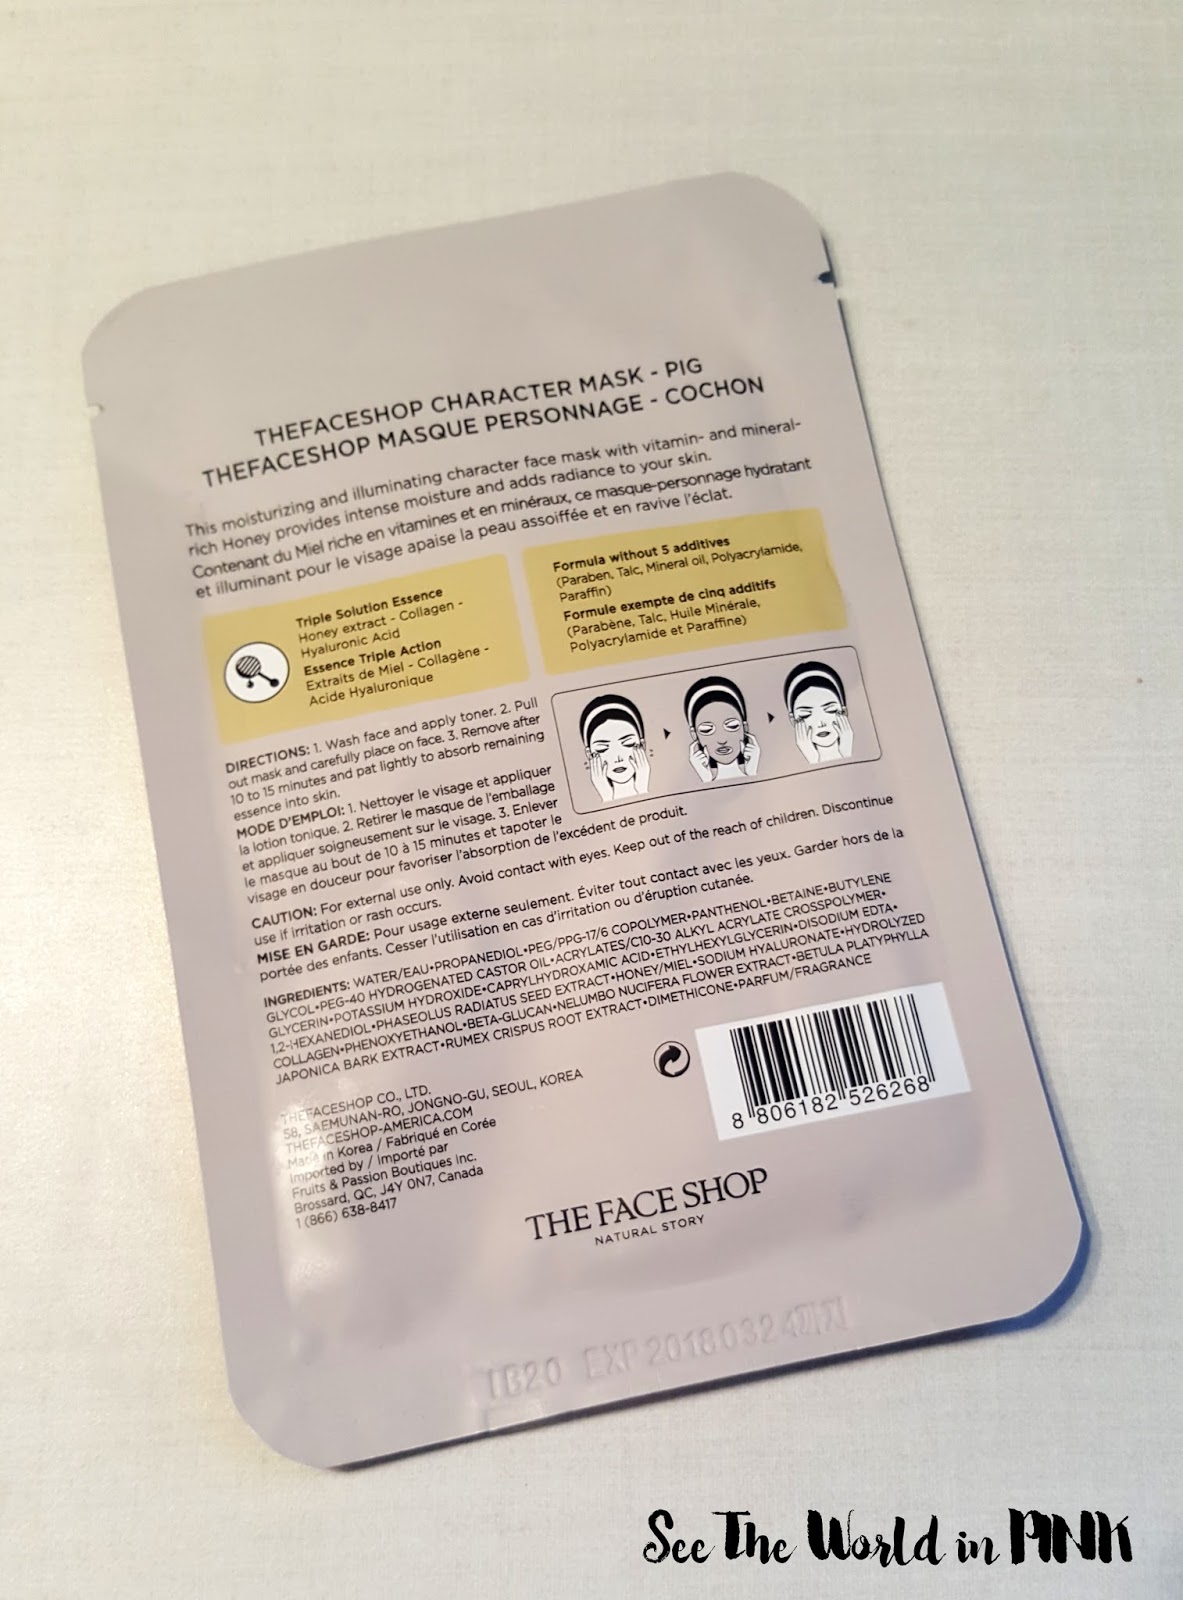 THEFACESHOP CHARACTER MASK - PIG
THEFACESHOP MASQUE PERSONNAGE - COCHON
This moisturizing and illuminating character face mask with vitamin- and mineral-
rich Honey provides intense moisture and adds radiance to your skin.
Contenant du Miel riche en vitamines et en minéraux, ce masque-personnage hydratant
et illuminant pour le visage apaise la peau assoiffée et en ravive l'éclat.
Triple Solution Essence
Honey extract - Collagen -
Hyaluronic Acid
Essence Triple Action
Extraits de Miel - Collagène -
Acide Hyaluronique
Formula without 5 additives
(Paraben, Talc, Mineral oil, Polyacrylamide,
Paraffin)
Formule exempte de cinq additifs
(Parabène, Talc, Huile Minérale,
Polyacrylamide et Paraffine)
DIRECTIONS: 1. Wash face and apply toner. 2. Pull
out mask and carefully place on face. 3. Remove after
10 to 15 minutes and pat lightly to absorb remaining
essence into skin.
MODE D'EMPLOI: 1. Nettoyer le visage et appliquer
la lotion tonique. 2. Retirer le masque de l'emballage
et appliquer soigneusement sur le visage. 3. Enlever
le masque au bout de 10 à 15 minutes et tapoter le
visage en douceur pour favoriser l'absorption de l'excédent de produit.
CAUTION: For external use only. Avoid contact with eyes. Keep out of the reach of children. Discontinue
use if irritation or rash occurs.
MISE EN GARDE: Pour usage externe seulement. Éviter tout contact avec les yeux. Garder hors de la
portée des enfants. Cesser l'utilisation en cas d'irritation ou d'éruption cutanée.
INGREDIENTS: WATER/EAU•PROPANEDIOL•PEG/PPG-17/6 COPOLYMER•PANTHENOL•BETAINE•BUTYLENE
GLYCOL•PEG-40 HYDROGENATED CASTOR OIL•ACRYLATES/C10-30 ALKYL ACRYLATE CROSSPOLYMER•
GLYCERIN•POTASSIUM HYDROXIDE•CAPRYLHYDROXAMIC ACID•ETHYLHEXYLGLYCERIN•DISODIUM EDTA•
1,2-HEXANEDIOL•PHASEOLUS RADIATUS SEED EXTRACT•HONEY/MIEL•SODIUM HYALURONATE•HYDROLYZED
COLLAGEN•PHENOXYETHANOL•BETA-GLUCAN•NELUMBO NUCIFERA FLOWER EXTRACT•BETULA PLATYPHYLLA
JAPONICA BARK EXTRACT•RUMEX CRISPUS ROOT EXTRACT•DIMETHICONE•PARFUM/FRAGRANCE
THEFACESHOP CO., LTD.
58, SAEMUNAN-RO, JONGNO-GU, SEOUL, KOREA
THEFACESHOP-AMERICA.COM
Made in Korea / Fabriqué en Corée
Imported by / Importé par
Fruits & Passion Boutiques Inc.
Brossard, QC, J4Y 0N7, Canada
1 (866) 638-8417
8 806182 526268
THE FACE SHOP
NATURAL STORY
IB20 EXP 20180324까지
See The World in PINK